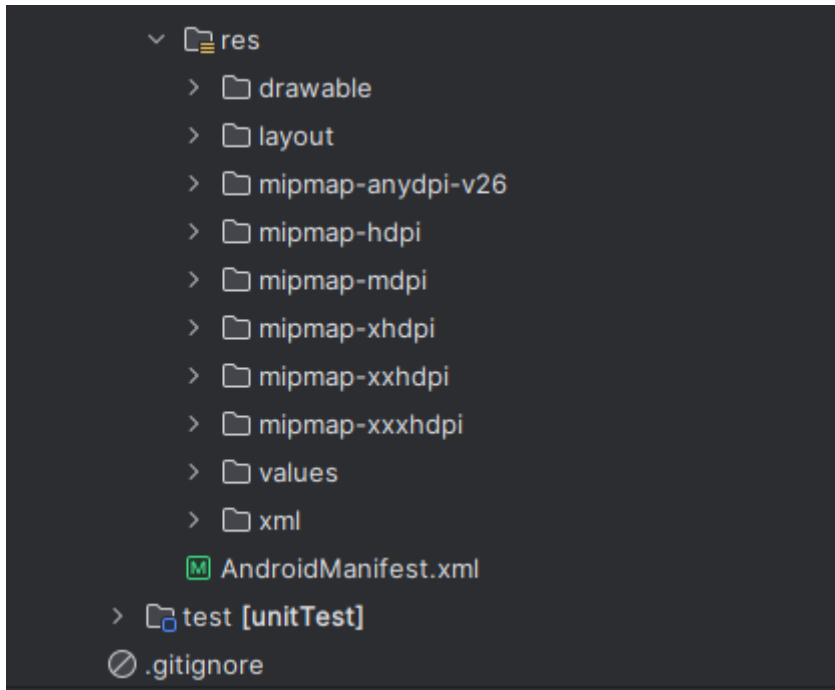 res
drawable
layout
mipmap-anydpi-v26
mipmap-hdpi
mipmap-mdpi
mipmap-xhdpi
mipmap-xxhdpi
mipmap-xxxhdpi
values
xml
AndroidManifest.xml
test [unitTest]
.gitignore